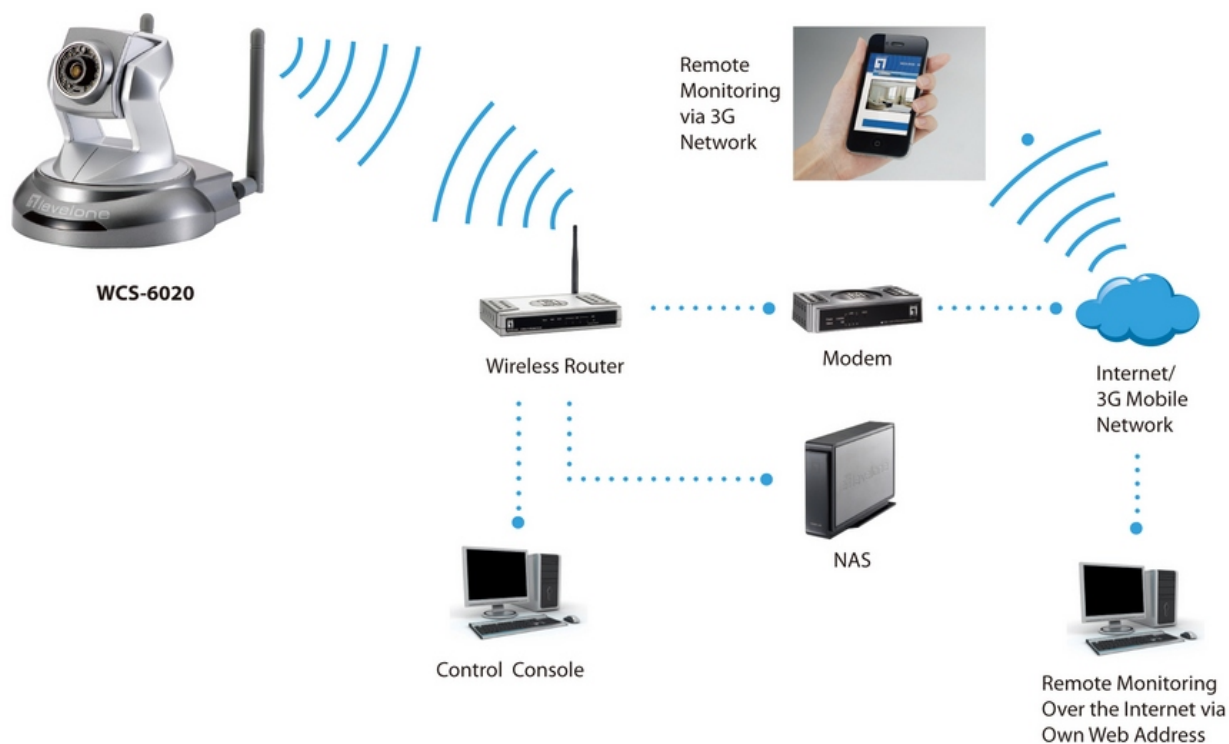 levelone
WCS-6020
Remote
Monitoring
via 3G
Network
Wireless Router
Modem
Internet/
3G Mobile
Network
NAS
Control Console
Remote Monitoring
Over the Internet via
Own Web Address